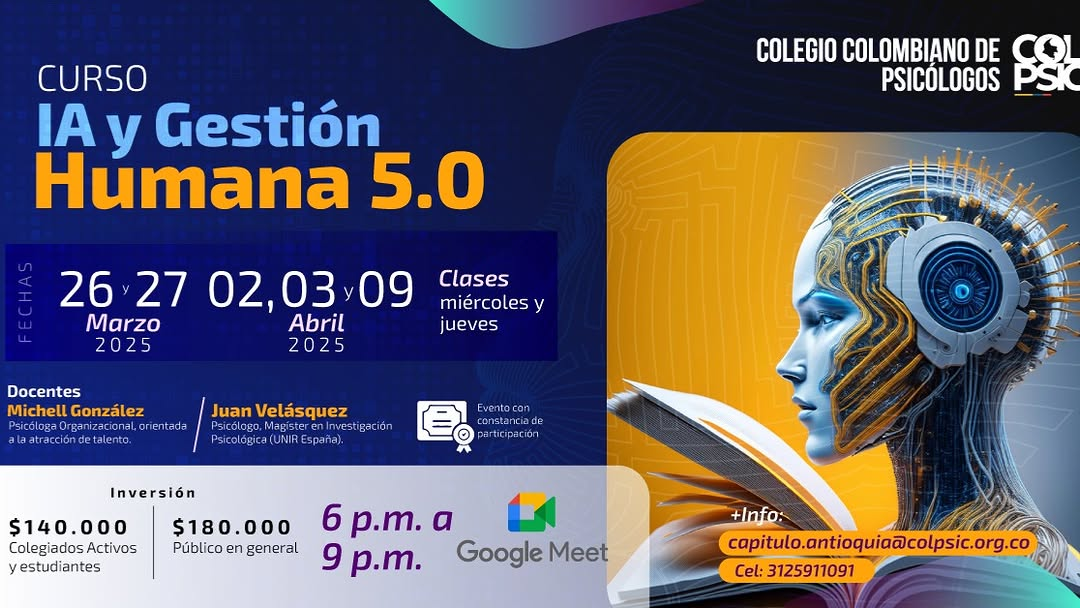 COLEGIO COLOMBIANO DE
PSICÓLOGOS
COL
PSIC
CURSO
IA y Gestión
Humana 5.0
FECHAS
26 y 27 02, 03 y 09
Marzo Abril
2025 2025
Clases
miércoles y
jueves
Docentes
Michell González
Psicóloga Organizacional, orientada
a la atracción de talento.
Juan Velásquez
Psicólogo, Magíster en Investigación
Psicológica (UNIR España).
Evento con
constancia de
participación
Inversión
$140.000
Colegiados Activos
y estudiantes
$180.000
Público en general
6 p.m. a
9 p.m.
Google Meet
+Info:
capitulo.antioquia@colpsic.org.co
Cel: 3125911091